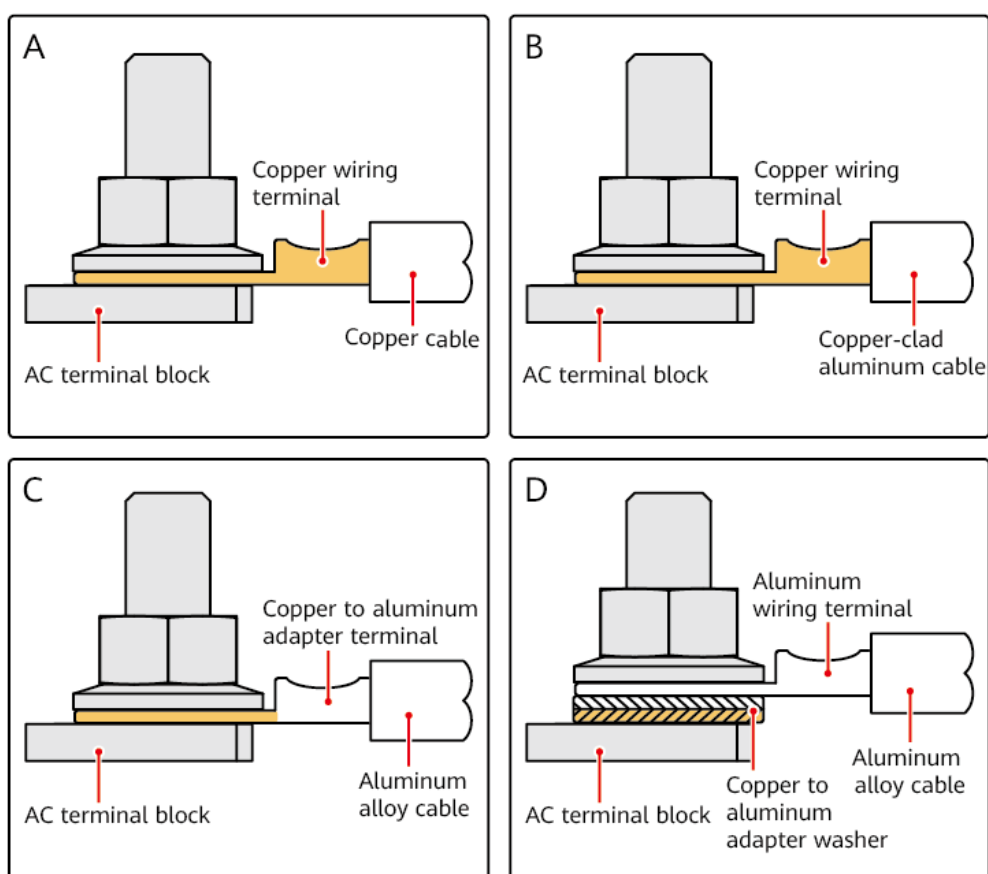 A
Copper wiring
terminal
Copper cable
AC terminal block
B
Copper wiring
terminal
Copper-clad
aluminum cable
AC terminal block
C
Copper to aluminum
adapter terminal
Aluminum
alloy cable
AC terminal block
D
Aluminum
wiring terminal
Aluminum
alloy cable
Copper to
aluminum
adapter washer
AC terminal block